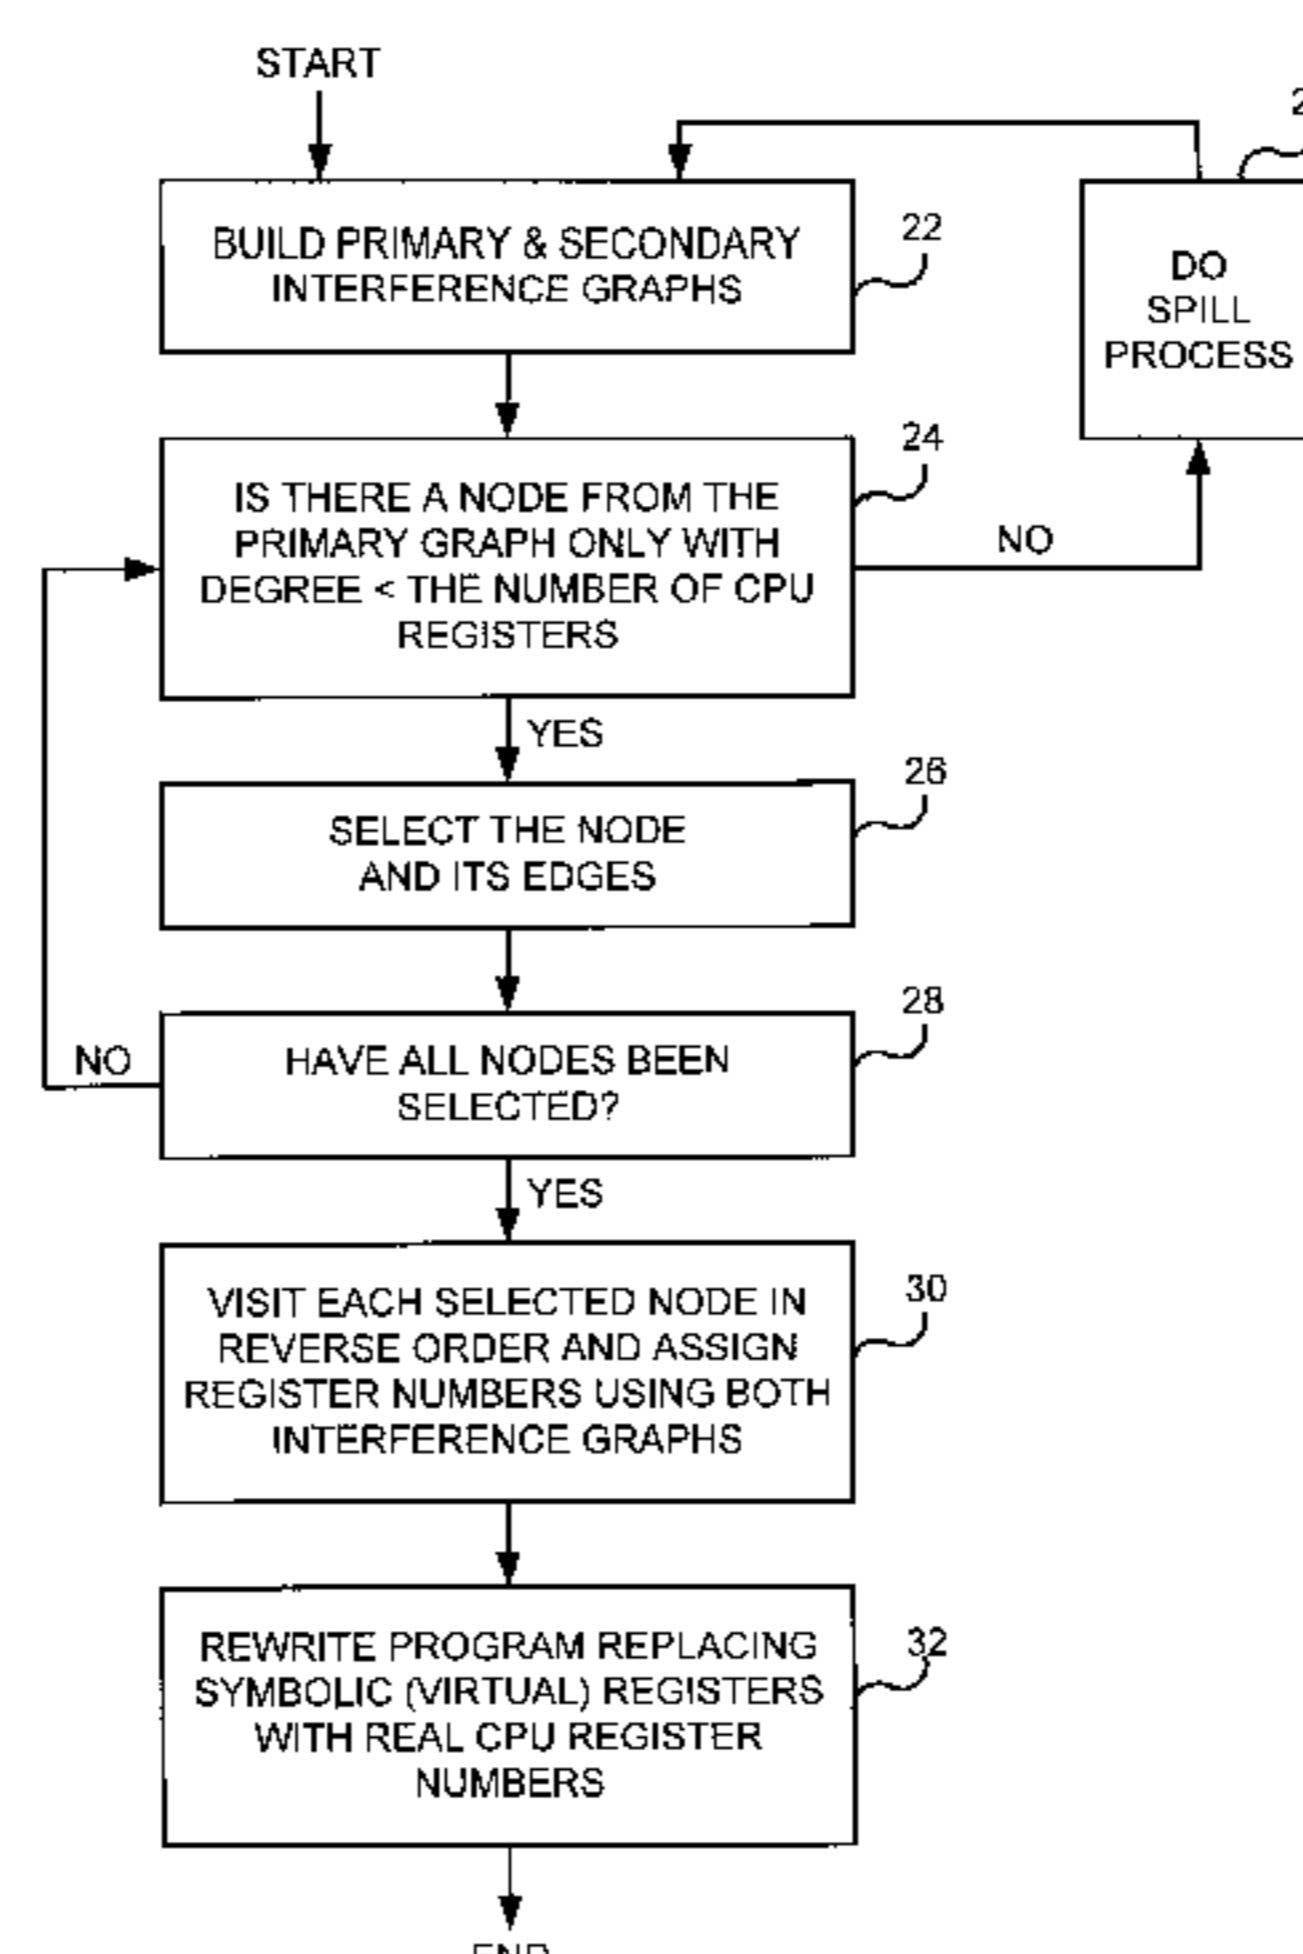 START
BUILD PRIMARY & SECONDARY
INTERFERENCE GRAPHS
22
DO
SPILL
PROCESS
IS THERE A NODE FROM THE
PRIMARY GRAPH ONLY WITH
DEGREE < THE NUMBER OF CPU
REGISTERS
24
NO
YES
SELECT THE NODE
AND ITS EDGES
26
HAVE ALL NODES BEEN
SELECTED?
28
NO
YES
VISIT EACH SELECTED NODE IN
REVERSE ORDER AND ASSIGN
REGISTER NUMBERS USING BOTH
INTERFERENCE GRAPHS
30
REWRITE PROGRAM REPLACING
SYMBOLIC (VIRTUAL) REGISTERS
WITH REAL CPU REGISTER
NUMBERS
32
END